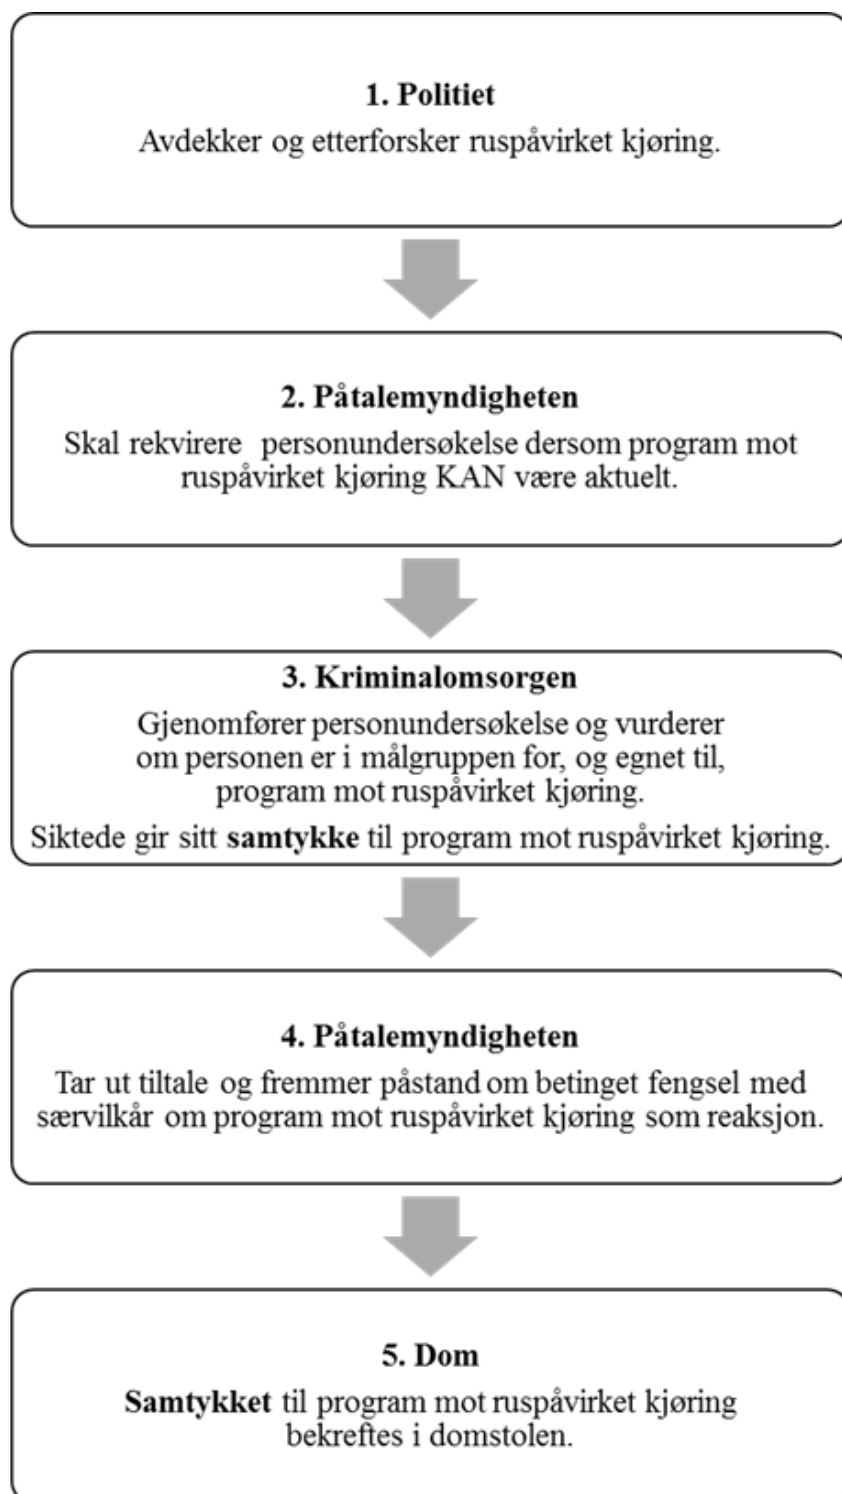 1. Politiet
Avdekker og etterforsker ruspåvirket kjøring.
2. Påtalemyndigheten
Skal rekvirere personundersøkelse dersom program mot
ruspåvirket kjøring KAN være aktuelt.
3. Kriminalomsorgen
Gjenomfører personundersøkelse og vurderer
om personen er i målgruppen for, og egnet til,
program mot ruspåvirket kjøring.
Siktede gir sitt samtykke til program mot ruspåvirket kjøring.
4. Påtalemyndigheten
Tar ut tiltale og fremmer påstand om betinget fengsel med
særvilkår om program mot ruspåvirket kjøring som reaksjon.
5. Dom
Samtykket til program mot ruspåvirket kjøring
bekreftes i domstolen.